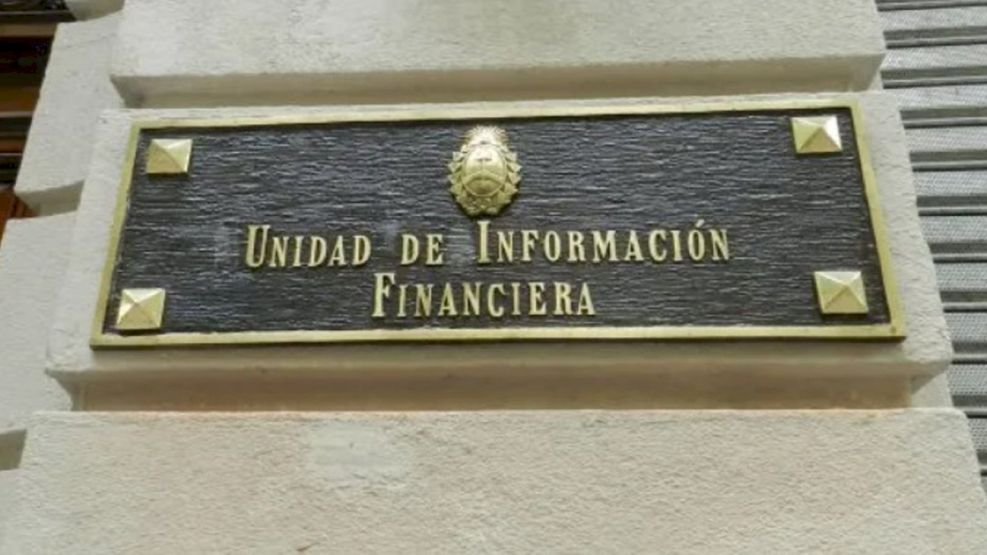 Unidad de Información
Financiera